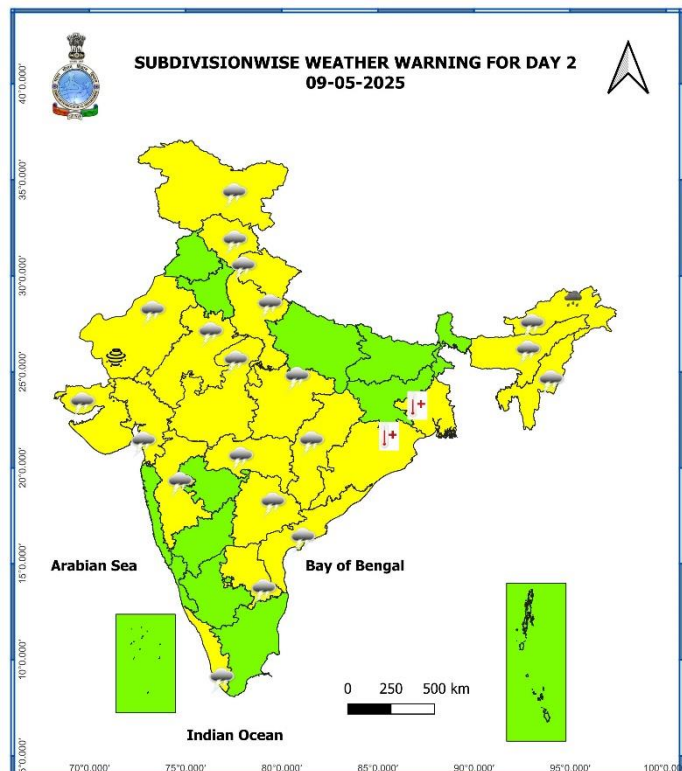 SUBDIVISIONWISE WEATHER WARNING FOR DAY 2
09-05-2025
40°0.000'
35°0.000'
30°0.000'
25°0.000'
20°0.000'
15°0.000'
10°0.000'
5°0.000'
Arabian Sea
Bay of Bengal
0 250 500 km
Indian Ocean
70°0.000' 75°0.000' 80°0.000' 85°0.000' 90°0.000' 95°0.000' 100°0.0